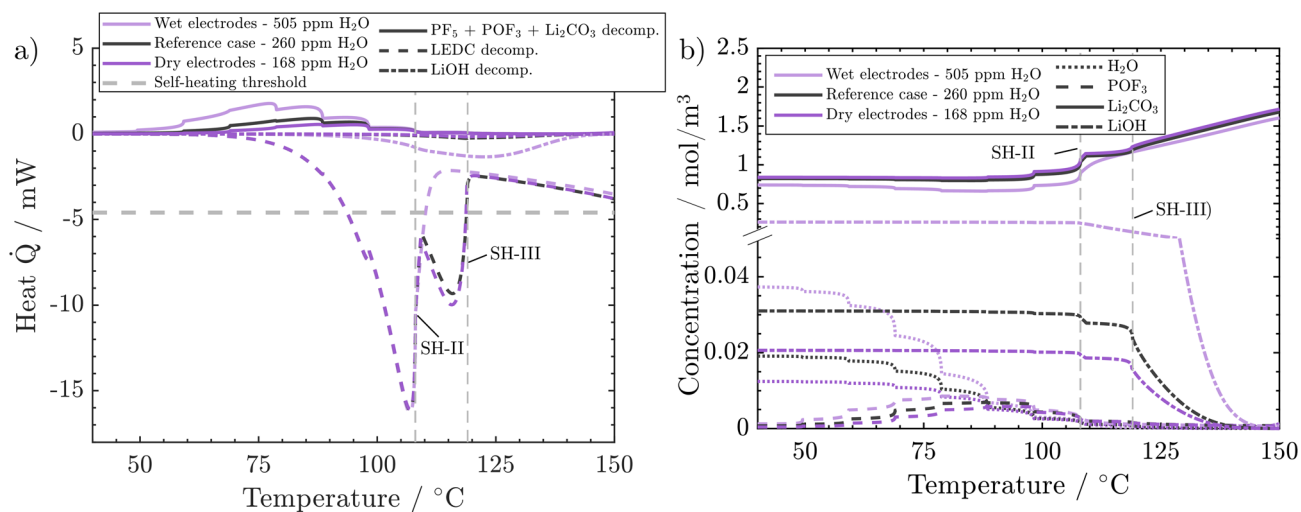 a)
Wet electrodes - 505 ppm H₂O
Reference case - 260 ppm H₂O
Dry electrodes - 168 ppm H₂O
Self-heating threshold
PF₅ + POF₃ + Li₂CO₃ decomp.
LEDC decomp.
LiOH decomp.
5
0
-5
-10
-15
Heat Q̇ / mW
SH-III
SH-II
50
75
100
125
150
Temperature / °C
b)
2.5
2
1.5
1
0.5
0.04
0.02
0
Concentration / mol/m³
Wet electrodes - 505 ppm H₂O
Reference case - 260 ppm H₂O
Dry electrodes - 168 ppm H₂O
H₂O
POF₃
Li₂CO₃
LiOH
SH-II
SH-III)
50
75
100
125
150
Temperature / °C